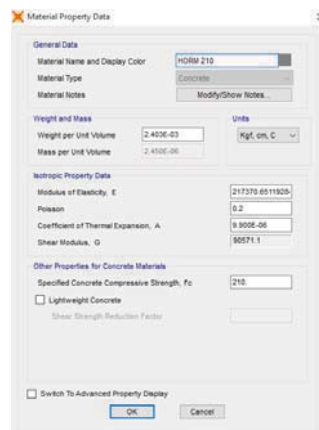 Material Property Data
General Data
Material Name and Display Color HORM 210
Material Type Concrete
Material Notes Modify/Show Notes...
Weight and Mass
Units
Weight per Unit Volume 2.403E-03
Kgf, cm, C
Mass per Unit Volume 2.450E-06
Isotropic Property Data
Modulus of Elasticity, E 217370.6511928
Poisson 0.2
Coefficient of Thermal Expansion, A 9.900E-06
Shear Modulus, G 90571.1
Other Properties for Concrete Materials
Specified Concrete Compressive Strength, f'c 210.
Lightweight Concrete
Shear Strength Reduction Factor
Switch To Advanced Property Display
OK Cancel